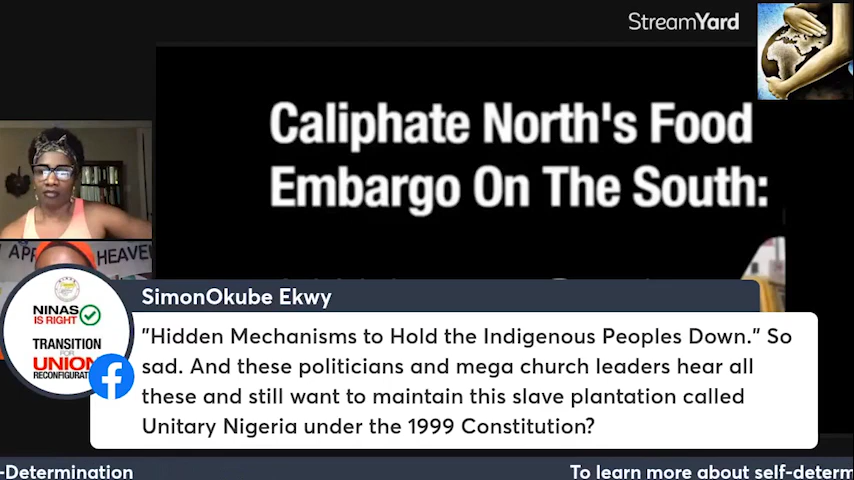 StreamYard
Caliphate North's Food
Embargo On The South:
HEAVEN
NINAS
IS RIGHT
TRANSITION
FOR
UNION
RECONFIGURATION
SimonOkube Ekwy
"Hidden Mechanisms to Hold the Indigenous Peoples Down." So
sad. And these politicians and mega church leaders hear all
these and still want to maintain this slave plantation called
Unitary Nigeria under the 1999 Constitution?
-Determination
To learn more about self-determ